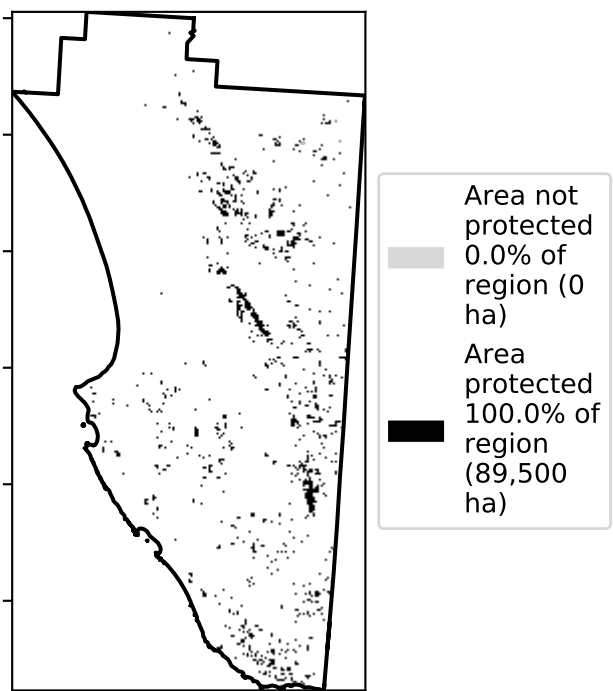 Area not
protected
0.0% of
region (0
ha)
Area
protected
100.0% of
region
(89,500
ha)